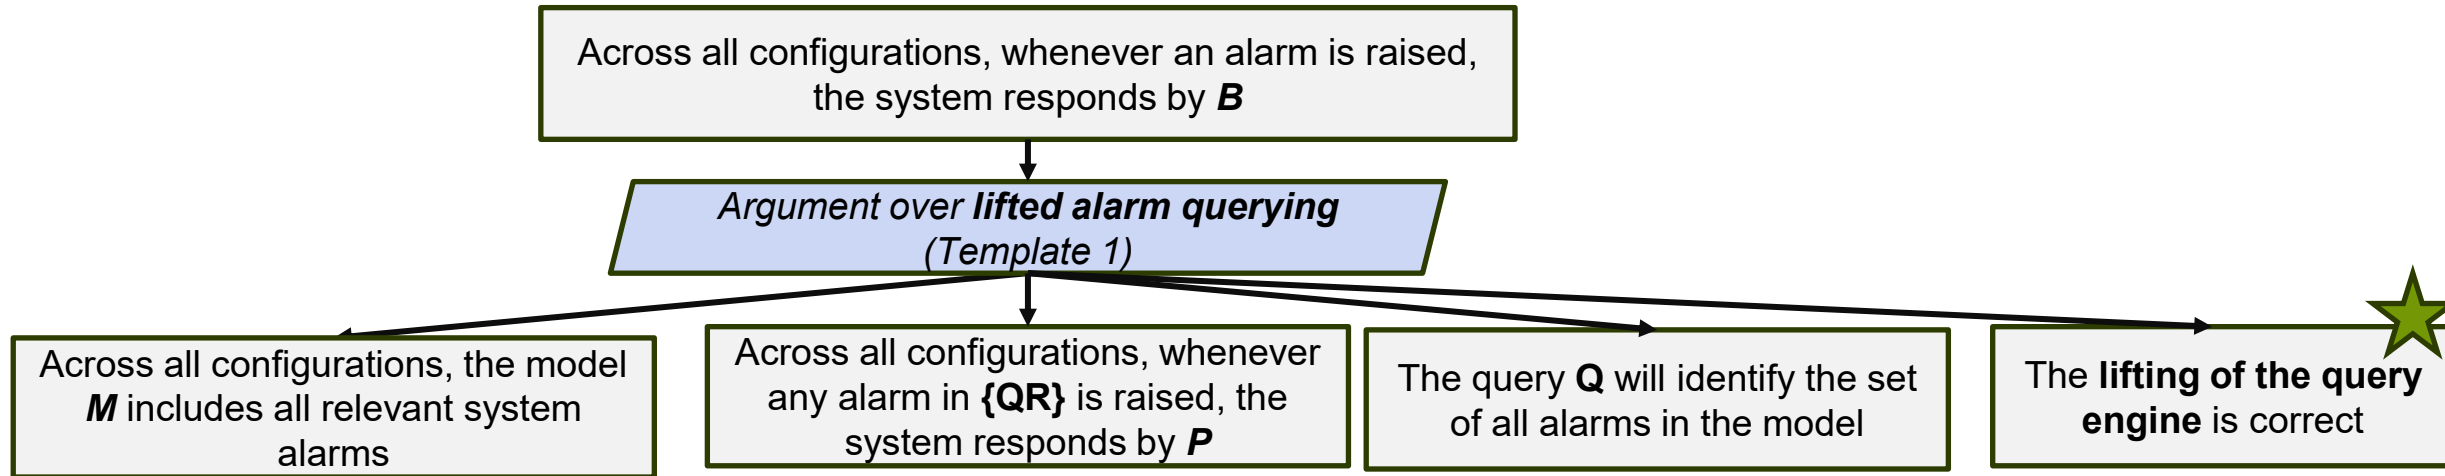 Across all configurations, whenever an alarm is raised,
the system responds by B
Argument over lifted alarm querying
(Template 1)
Across all configurations, the model
M includes all relevant system
alarms
Across all configurations, whenever
any alarm in {QR} is raised, the
system responds by P
The query Q will identify the set
of all alarms in the model
The lifting of the query
engine is correct